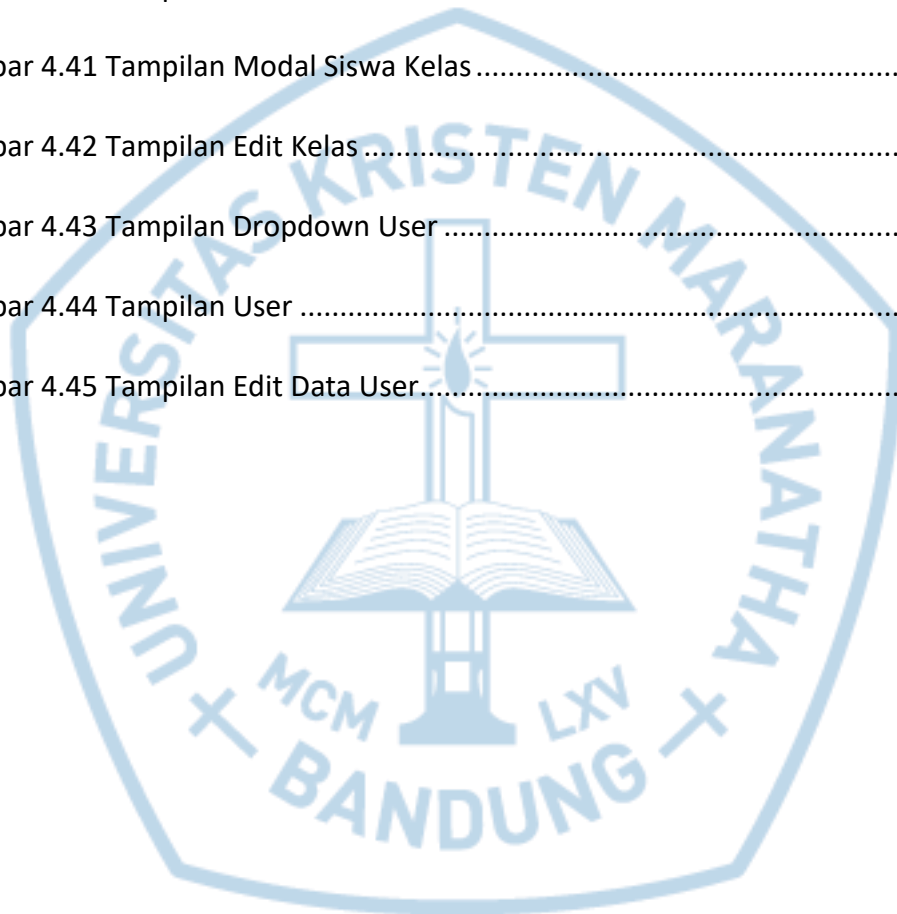 bar 4.41 Tampilan Modal Siswa Kelas ......................................................
bar 4.42 Tampilan Edit Kelas ....................................................................
bar 4.43 Tampilan Dropdown User ..........................................................
bar 4.44 Tampilan User ............................................................................
bar 4.45 Tampilan Edit Data User.............................................................
UNIVERSITAS KRISTEN MARANATHA
MCM LXV
BANDUNG